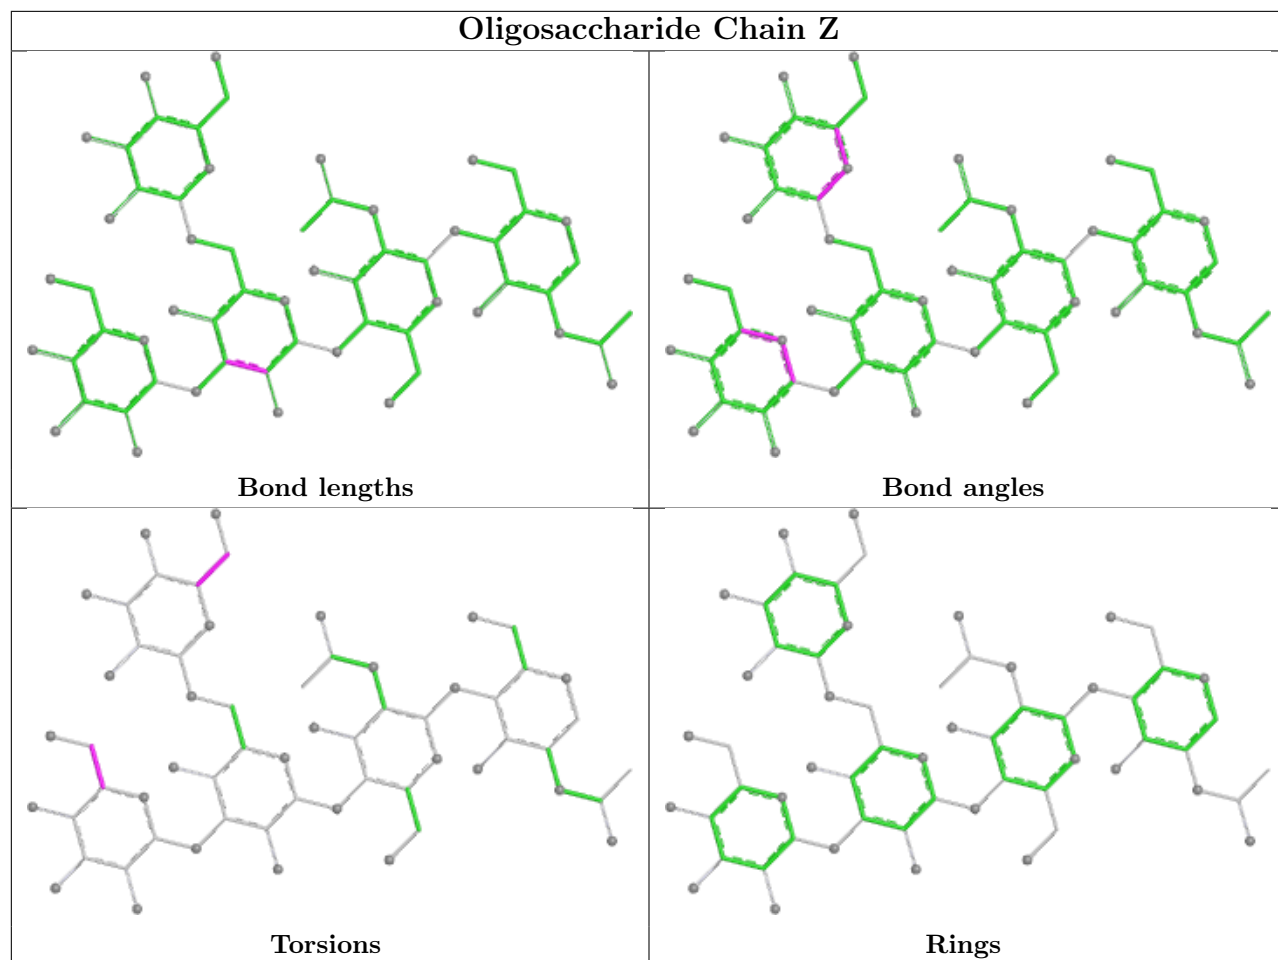 Oligosaccharide Chain Z
Bond lengths
Bond angles
Torsions
Rings